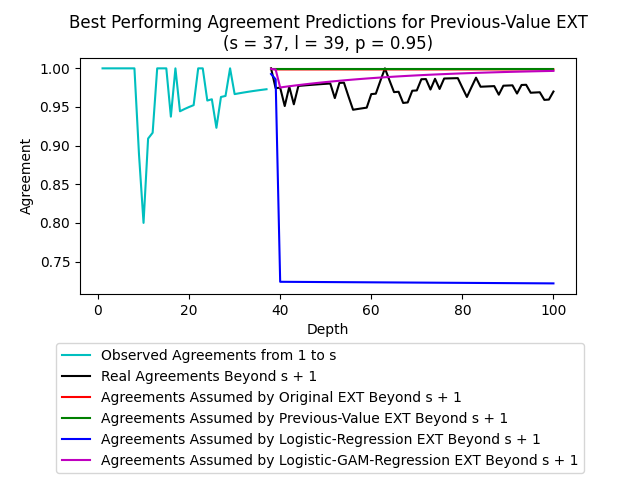 Best Performing Agreement Predictions for Previous-Value EXT
(s = 37, l = 39, p = 0.95)
1.00
0.95
0.90
0.85
0.80
0.75
Agreement
0 20 40 60 80 100
Depth
Observed Agreements from 1 to s
Real Agreements Beyond s + 1
Agreements Assumed by Original EXT Beyond s + 1
Agreements Assumed by Previous-Value EXT Beyond s + 1
Agreements Assumed by Logistic-Regression EXT Beyond s + 1
Agreements Assumed by Logistic-GAM-Regression EXT Beyond s + 1